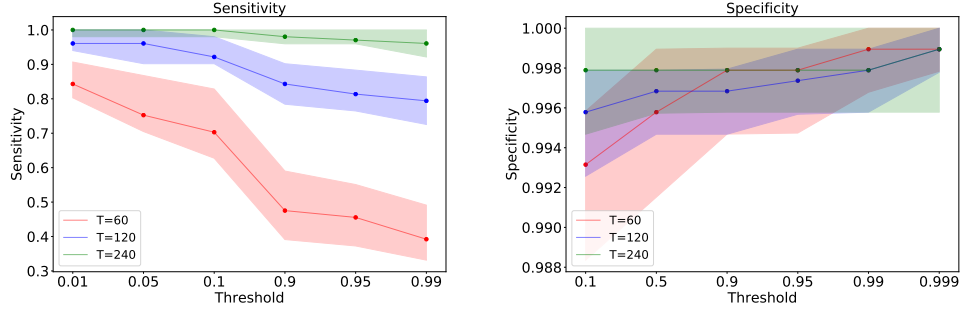 Sensitivity
Sensitivity
1.0
0.9
0.8
0.7
0.6
0.5
0.4
0.3
T=60
T=120
T=240
0.01 0.05 0.1 0.9 0.95 0.99
Threshold
Specificity
Specificity
1.000
0.998
0.996
0.994
0.992
0.990
0.988
T=60
T=120
T=240
0.1 0.5 0.9 0.95 0.99 0.999
Threshold